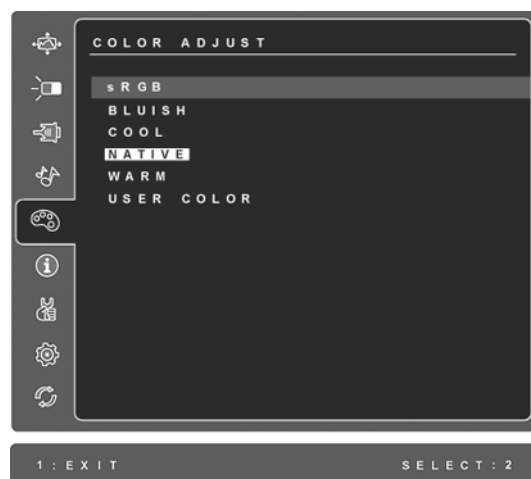 COLOR ADJUST
sRGB
BLUISH
COOL
NATIVE
WARM
USER COLOR
1:EXIT SELECT:2